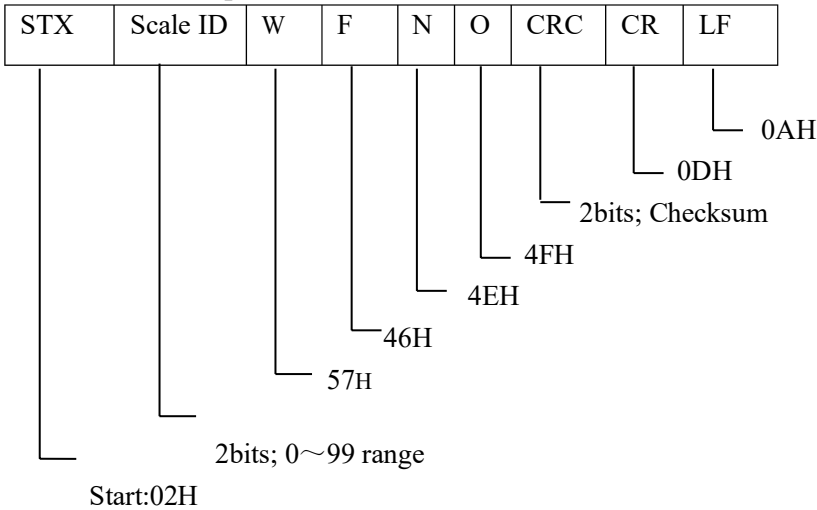 STX Scale ID W F N O CRC CR LF
0AH
0DH
2bits; Checksum
4FH
4EH
46H
57H
2bits; 0～99 range
Start:02H